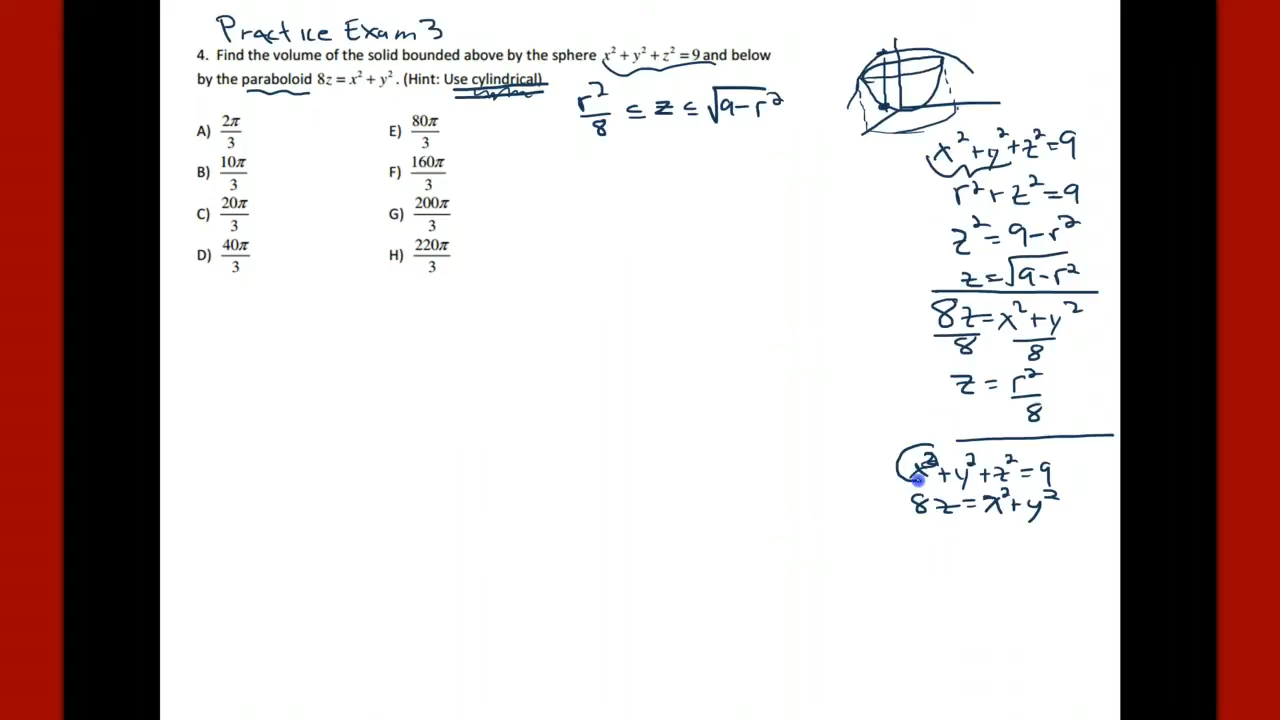 Practice Exam 3
4. Find the volume of the solid bounded above by the sphere x² + y² + z² = 9 and below
by the paraboloid 8z = x² + y². (Hint: Use cylindrical)
r²/8 ≤ z ≤ √(9-r²)
A) 2π/3
B) 10π/3
C) 20π/3
D) 40π/3
E) 80π/3
F) 160π/3
G) 200π/3
H) 220π/3
x²+y²+z²=9
r²+z²=9
z²=9-r²
z=√(9-r²)
8z/8 = x²+y²/8
z = r²/8
x²+y²+z²=9
8z=x²+y²